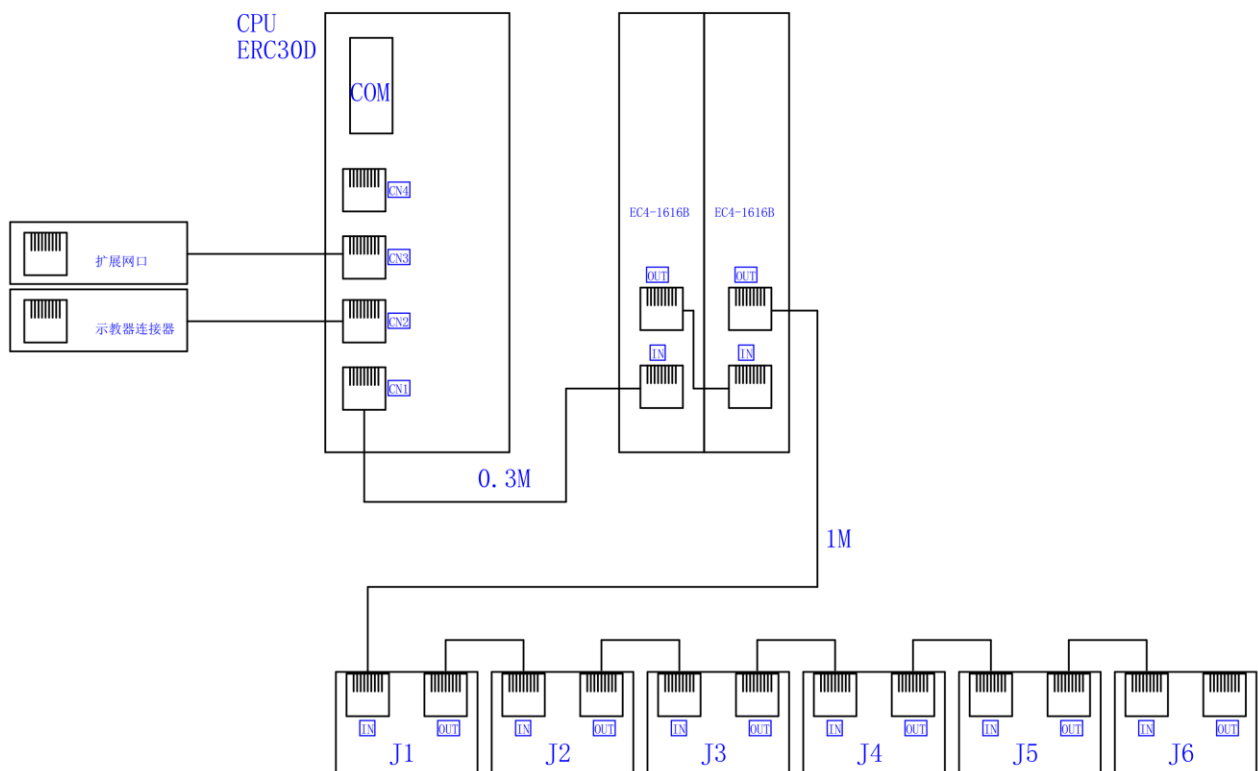 CPU
ERC30D
COM
CN4
扩展网口
CN3
示教器连接器
CN2
CN1
EC4-1616B
EC4-1616B
OUT
OUT
IN
IN
0.3M
1M
IN
OUT
IN
OUT
IN
OUT
IN
OUT
IN
OUT
IN
OUT
J1
J2
J3
J4
J5
J6